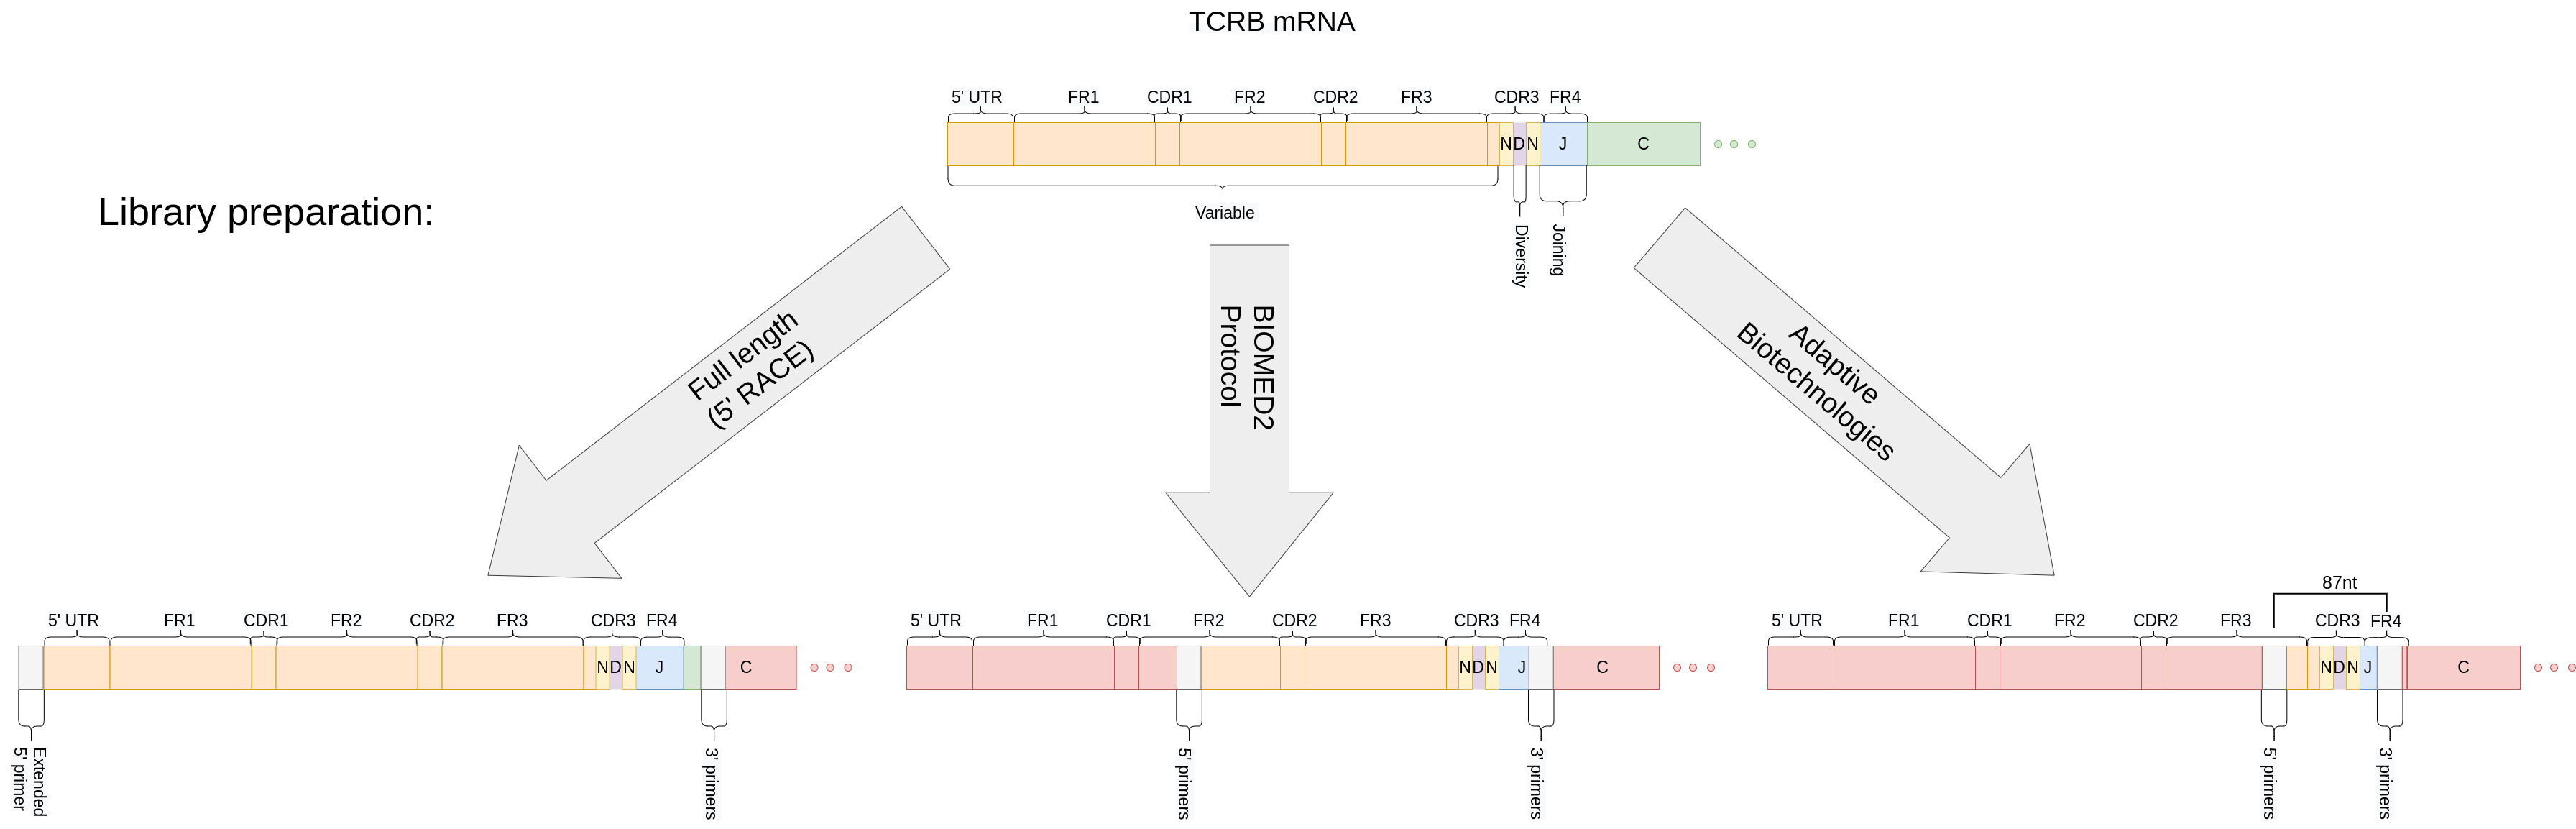 TCRB mRNA
5' UTR FR1 CDR1 FR2 CDR2 FR3 CDR3 FR4
N D N J C
Variable
Diversity
Joining
Library preparation:
Full length
(5' RACE)
BIOMED2
Protocol
Adaptive
Biotechnologies
5' UTR FR1 CDR1 FR2 CDR2 FR3 CDR3 FR4
N D N J C
Extended
5' primer
3' primers
5' UTR FR1 CDR1 FR2 CDR2 FR3 CDR3 FR4
N D N J C
5' primers
3' primers
87nt
5' UTR FR1 CDR1 FR2 CDR2 FR3 CDR3 FR4
N D N J C
5' primers
3' primers